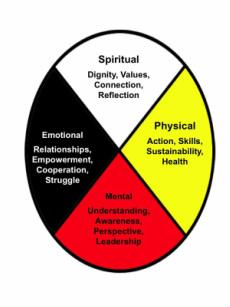 Spiritual
Dignity, Values,
Connection,
Reflection
Emotional
Relationships,
Empowerment,
Cooperation,
Struggle
Physical
Action, Skills,
Sustainability,
Health
Mental
Understanding,
Awareness,
Perspective,
Leadership